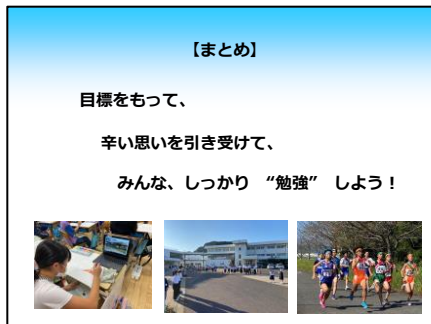 【まとめ】
目標をもって、
辛い思いを引き受けて、
みんな、しっかり “勉強” しよう！